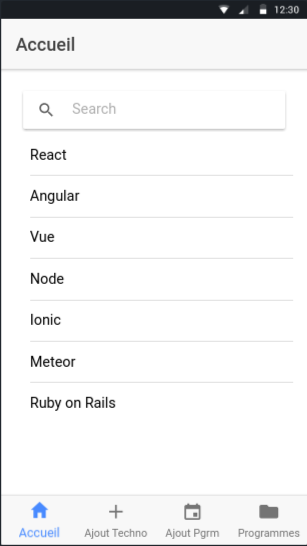 12:30
Accueil
Search
React
Angular
Vue
Node
Ionic
Meteor
Ruby on Rails
Accueil Ajout Techno Ajout Pgrm Programmes